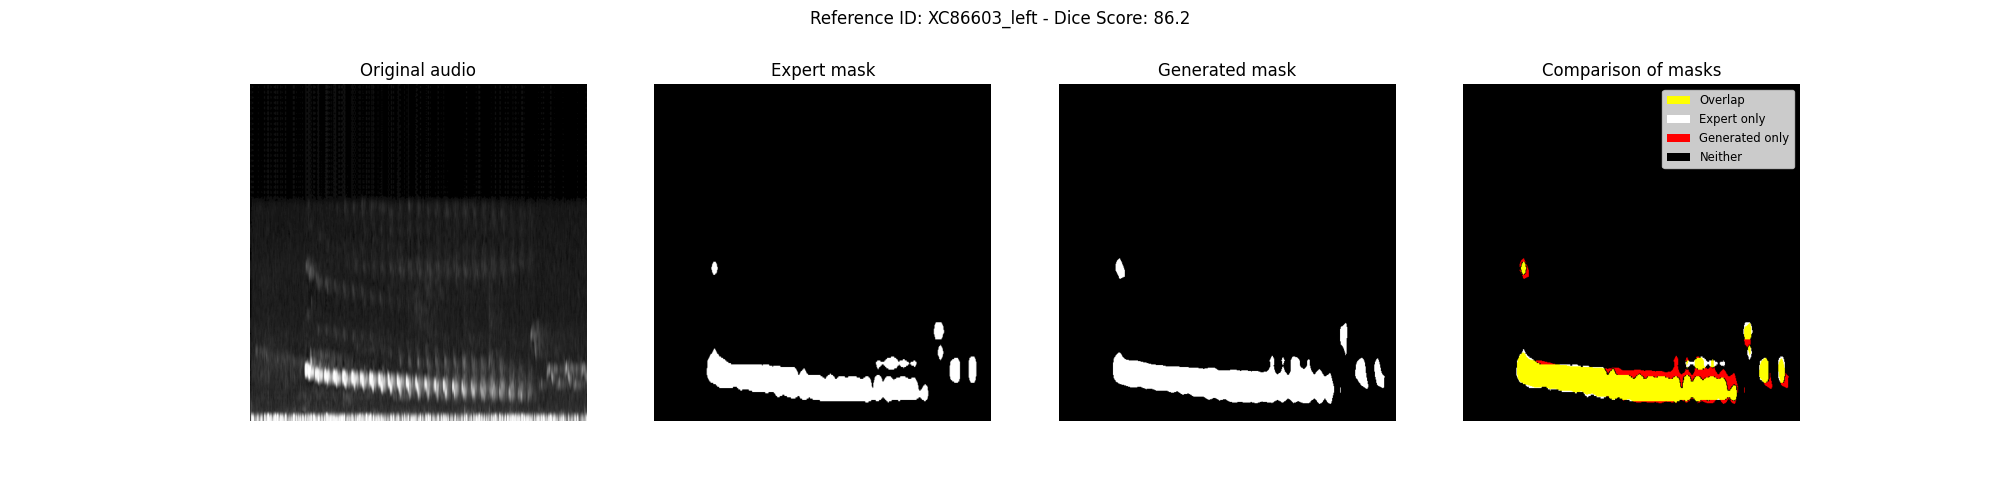 Reference ID: XC86603_left - Dice Score: 86.2
Original audio
Expert mask
Generated mask
Comparison of masks
Overlap
Expert only
Generated only
Neither